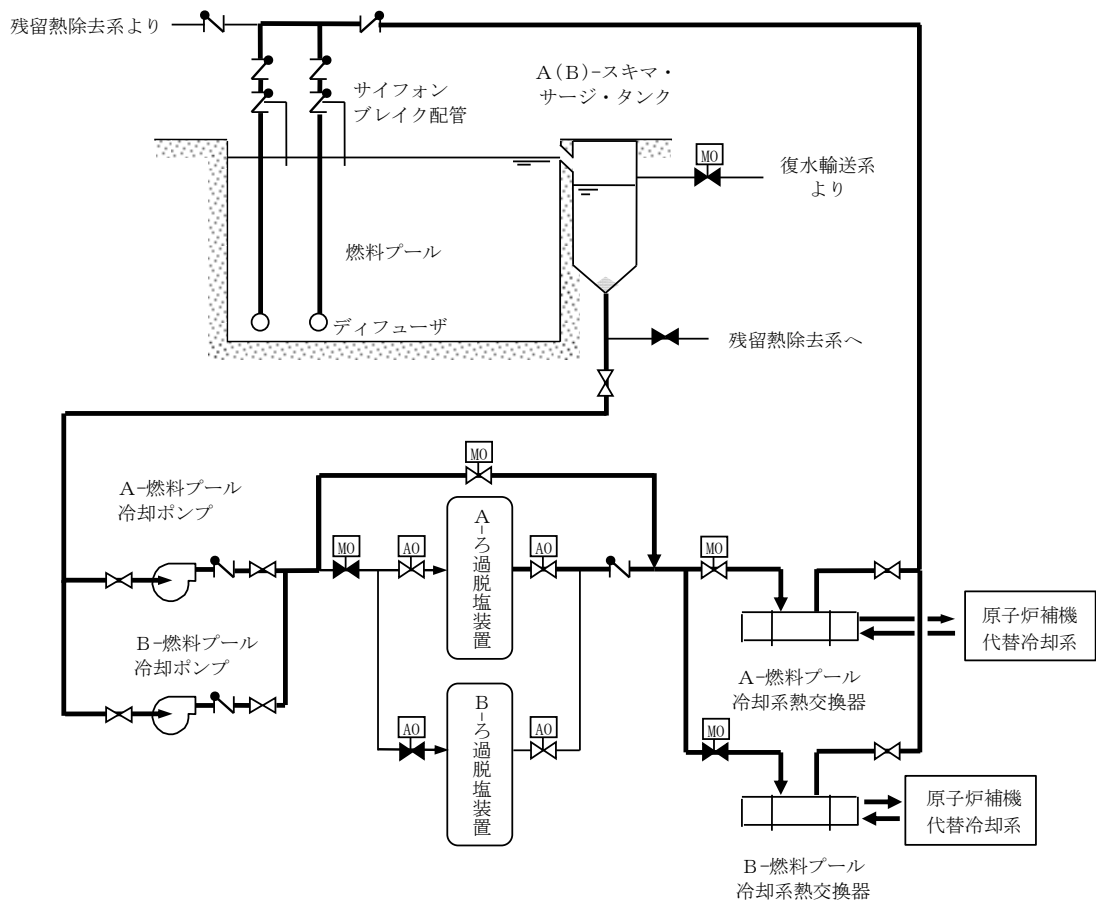 残留熱除去系より
サイフォン
ブレイク配管
A(B)-スキマ・
サージ・タンク
MO
復水輸送系
より
燃料プール
ディフューザ
残留熱除去系へ
MO
A-燃料プール
冷却ポンプ
MO
AO
A-ろ過脱塩装置
AO
MO
原子炉補機
代替冷却系
B-燃料プール
冷却ポンプ
A-燃料プール
冷却系熱交換器
AO
B-ろ過脱塩装置
AO
MO
原子炉補機
代替冷却系
B-燃料プール
冷却系熱交換器